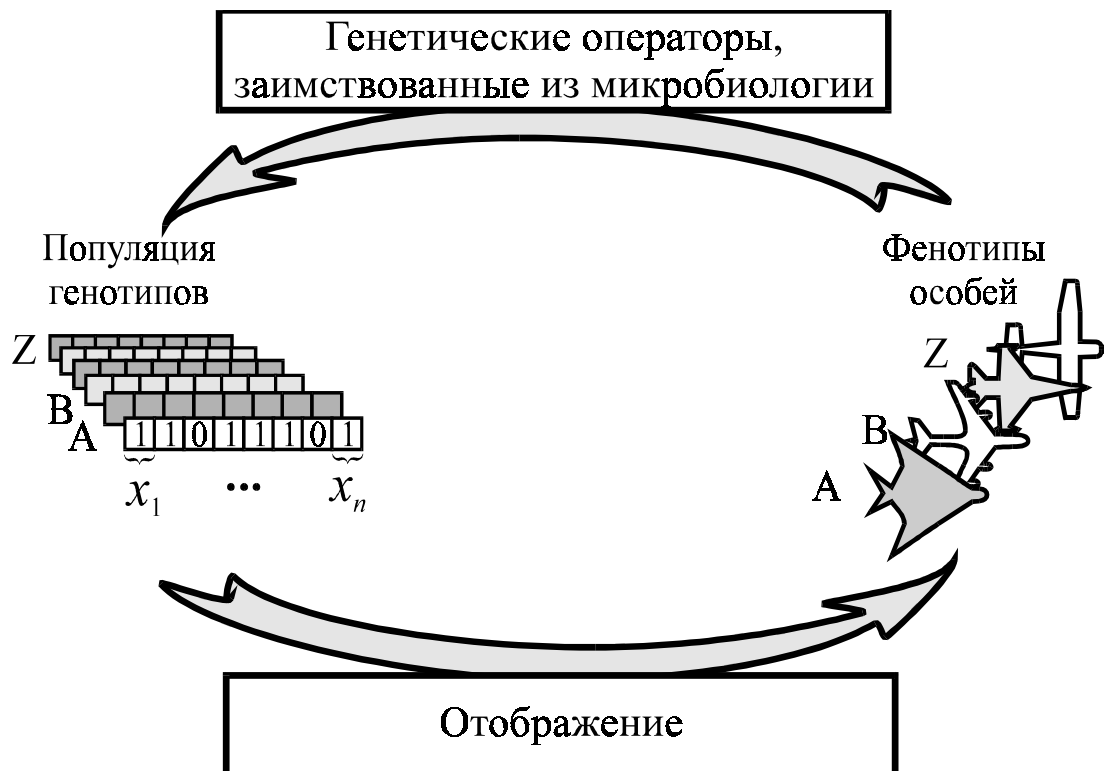 Генетические операторы,
заимствованные из микробиологии
Популяция
генотипов
Z
B
A
1 1 0 1 1 1 0 1
x1 ... xn
Фенотипы
особей
Z
B
A
Отображение